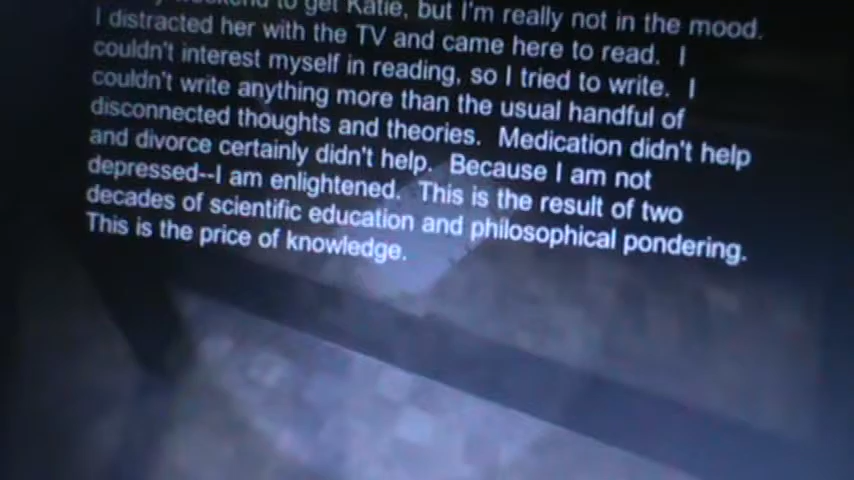 to get Katie, but I'm really not in the mood.
I distracted her with the TV and came here to read.  I
couldn't interest myself in reading, so I tried to write.  I
couldn't write anything more than the usual handful of
disconnected thoughts and theories.  Medication didn't help
and divorce certainly didn't help.  Because I am not
depressed--I am enlightened.  This is the result of two
decades of scientific education and philosophical pondering.
This is the price of knowledge.